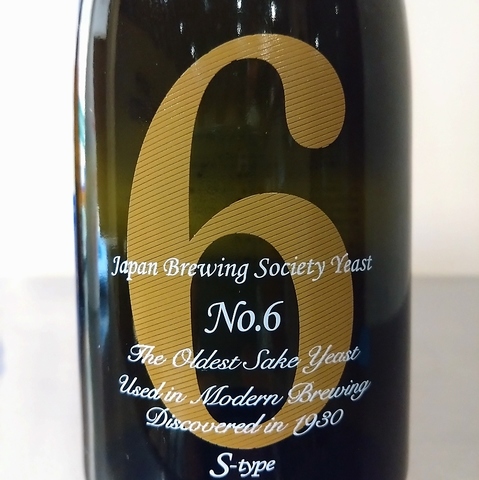 6
Japan Brewing Society Yeast
No.6
The Oldest Sake Yeast
Used in Modern Brewing
Discovered in 1930
S-type